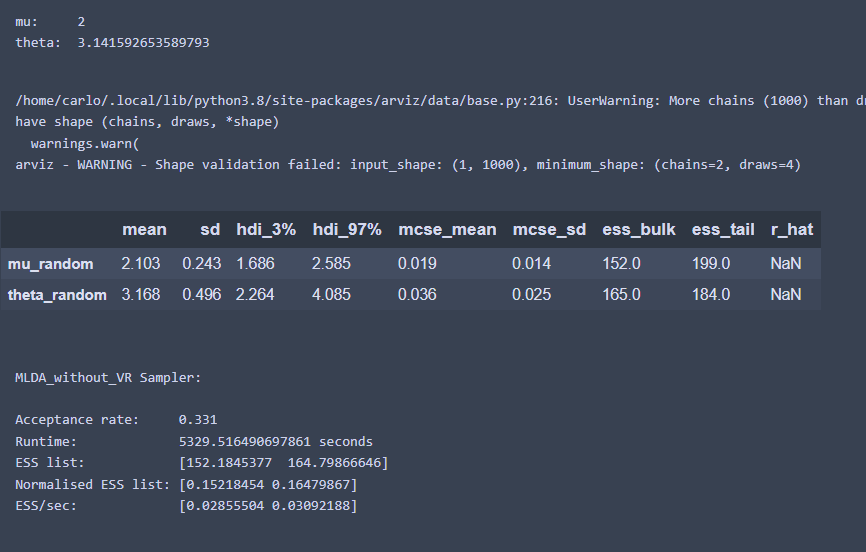 mu: 2
theta: 3.141592653589793
/home/carlo/.local/lib/python3.8/site-packages/arviz/data/base.py:216: UserWarning: More chains (1000) than
have shape (chains, draws, *shape)
warnings.warn(
arviz - WARNING - Shape validation failed: input_shape: (1, 1000), minimum_shape: (chains=2, draws=4)
mean sd hdi_3% hdi_97% mcse_mean mcse_sd ess_bulk ess_tail r_hat
mu_random 2.103 0.243 1.686 2.585 0.019 0.014 152.0 199.0 NaN
theta_random 3.168 0.496 2.264 4.085 0.036 0.025 165.0 184.0 NaN
MLDA_without_VR Sampler:
Acceptance rate: 0.331
Runtime: 5329.516490697861 seconds
ESS list: [152.1845377 164.79866646]
Normalised ESS list: [0.15218454 0.16479867]
ESS/sec: [0.02855504 0.03092188]